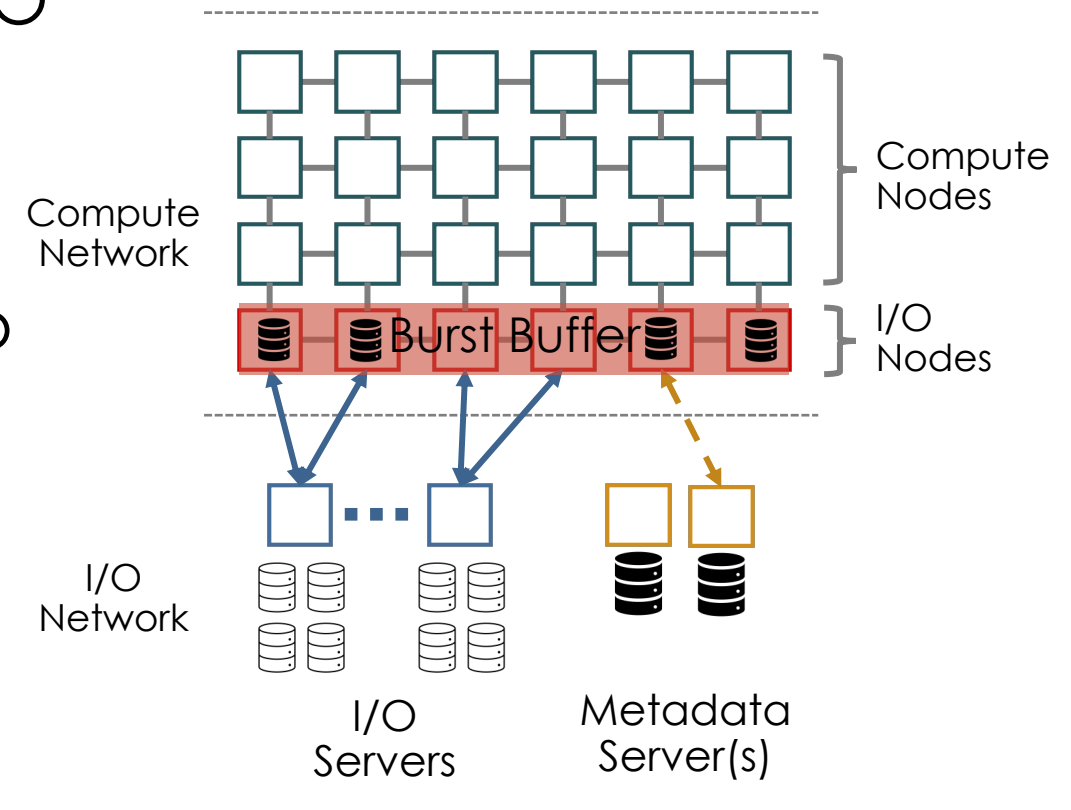 Compute
Nodes
Compute
Network
Burst Buffer
I/O
Nodes
I/O
Network
I/O
Servers
Metadata
Server(s)